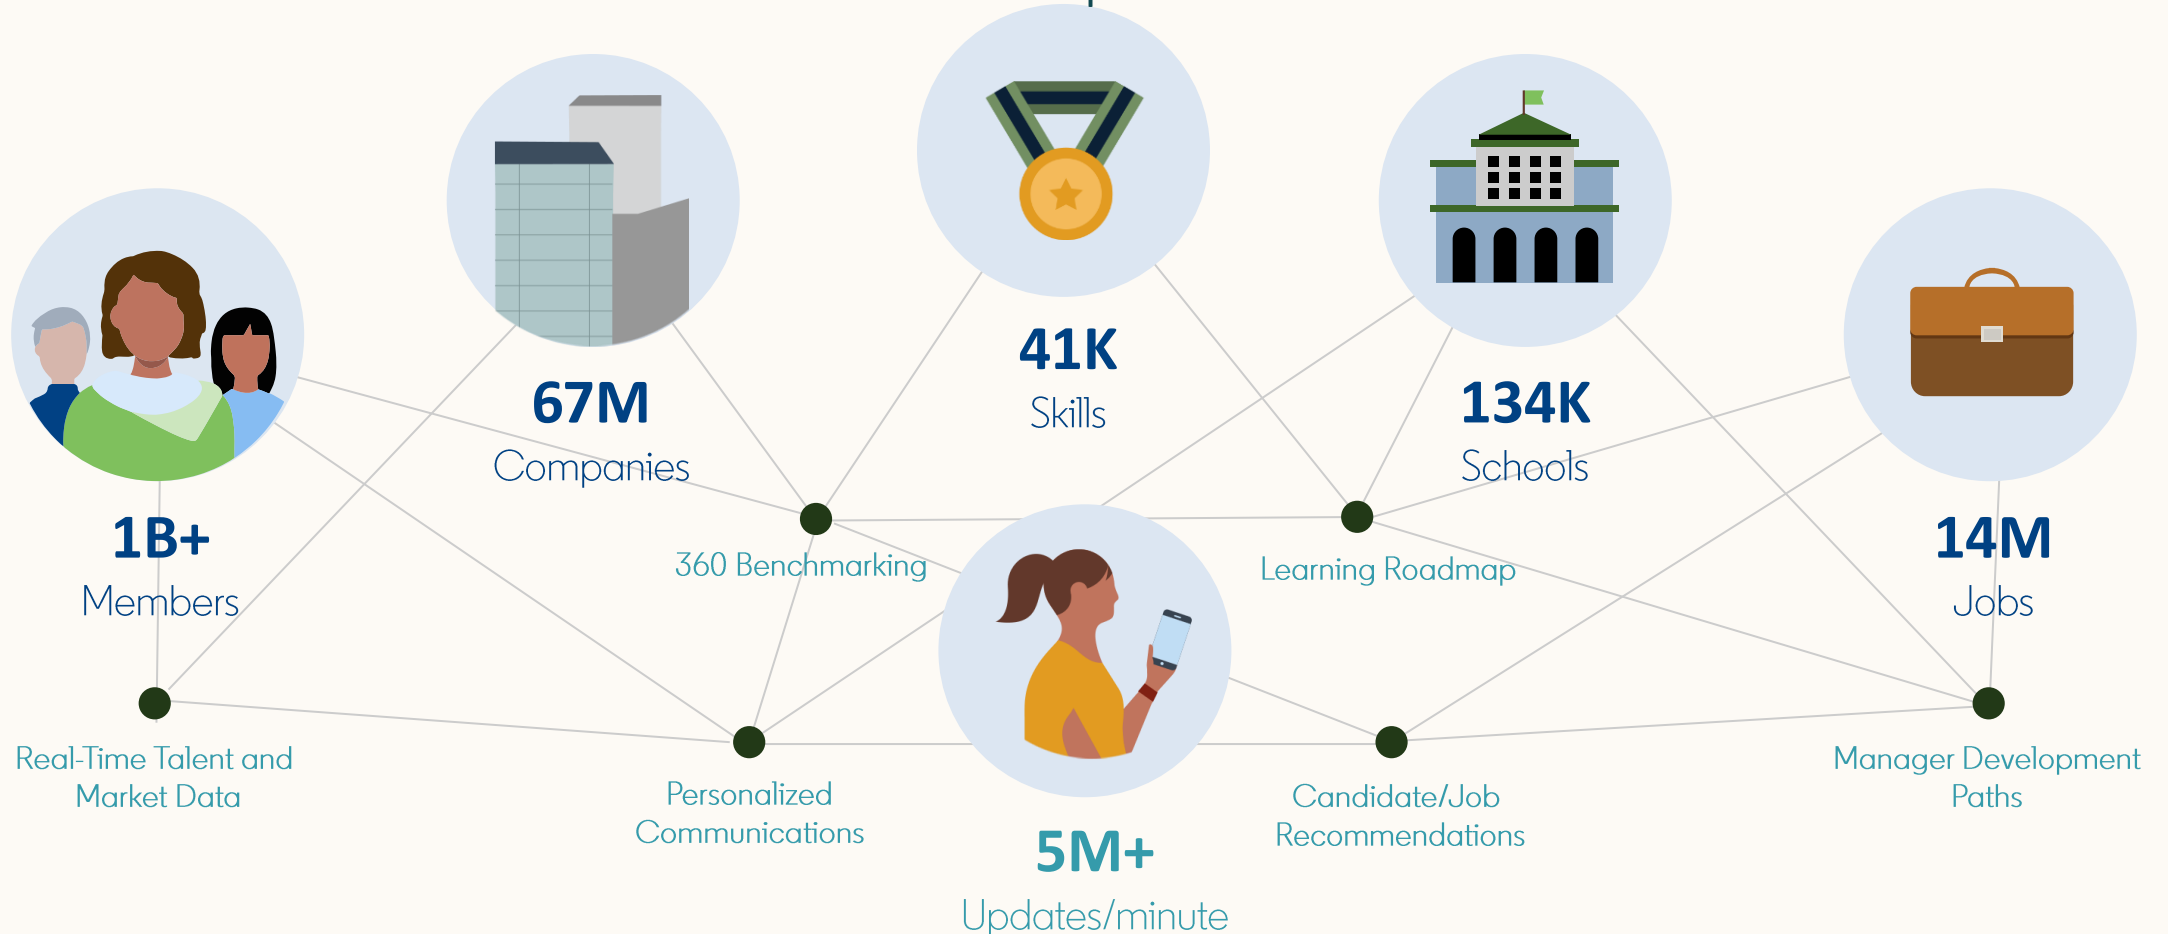 41K
Skills
67M
Companies
134K
Schools
1B+
Members
14M
Jobs
360 Benchmarking
Learning Roadmap
Real-Time Talent and
Market Data
Personalized
Communications
Candidate/Job
Recommendations
Manager Development
Paths
5M+
Updates/minute